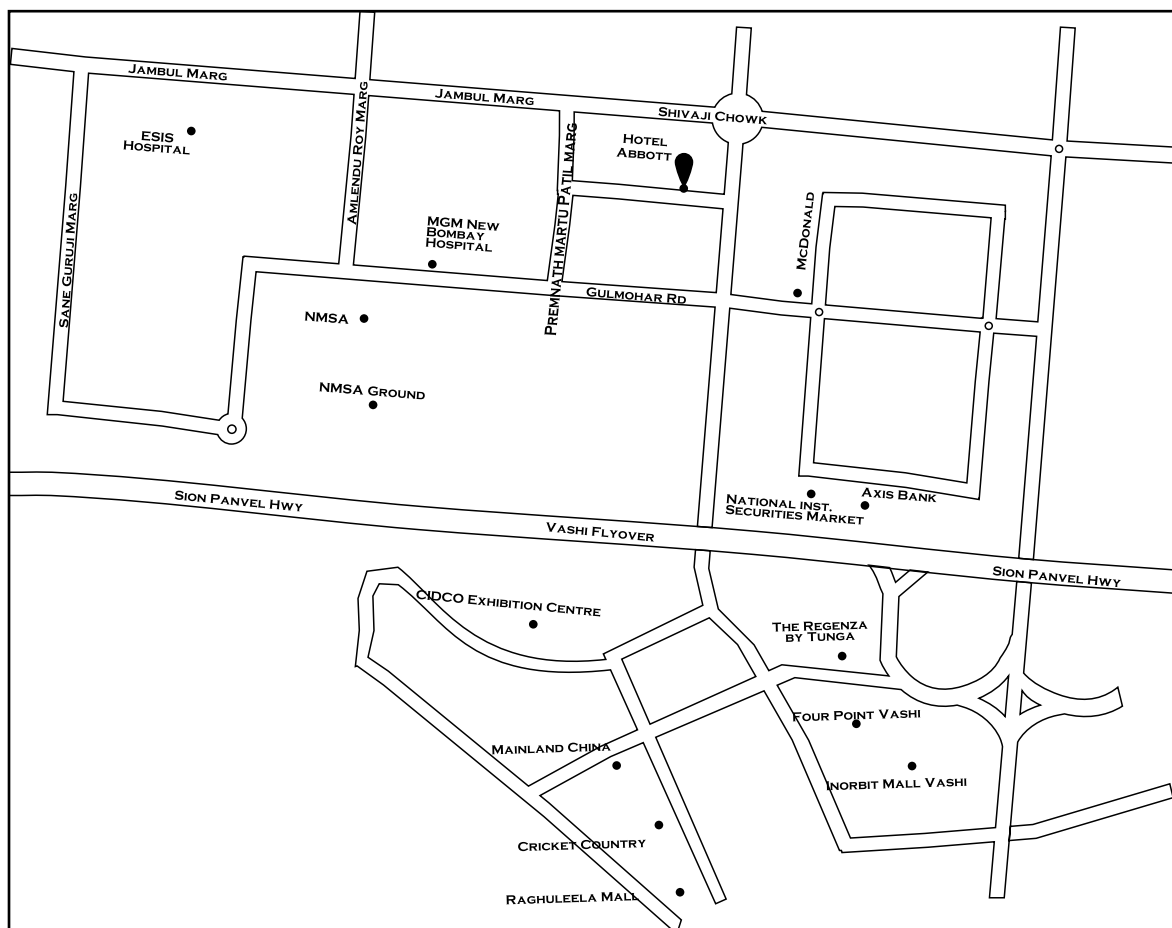 Jambul Marg
Jambul Marg
Shivaji Chowk
ESIS
Hospital
Amlendu Roy Marg
Premnath Martu Patil marg
Hotel
Abbott
Sane Guruji Marg
MGM New
Bombay
Hospital
McDonald
Gulmohar Rd
NMSA
NMSA Ground
Sion Panvel Hwy
Vashi Flyover
National inst.
Securities Market
Axis Bank
Sion Panvel Hwy
CIDCO Exhibition Centre
The Regenza
by Tunga
Four Point Vashi
Mainland China
Inorbit Mall Vashi
Cricket Country
Raghuleela Mall